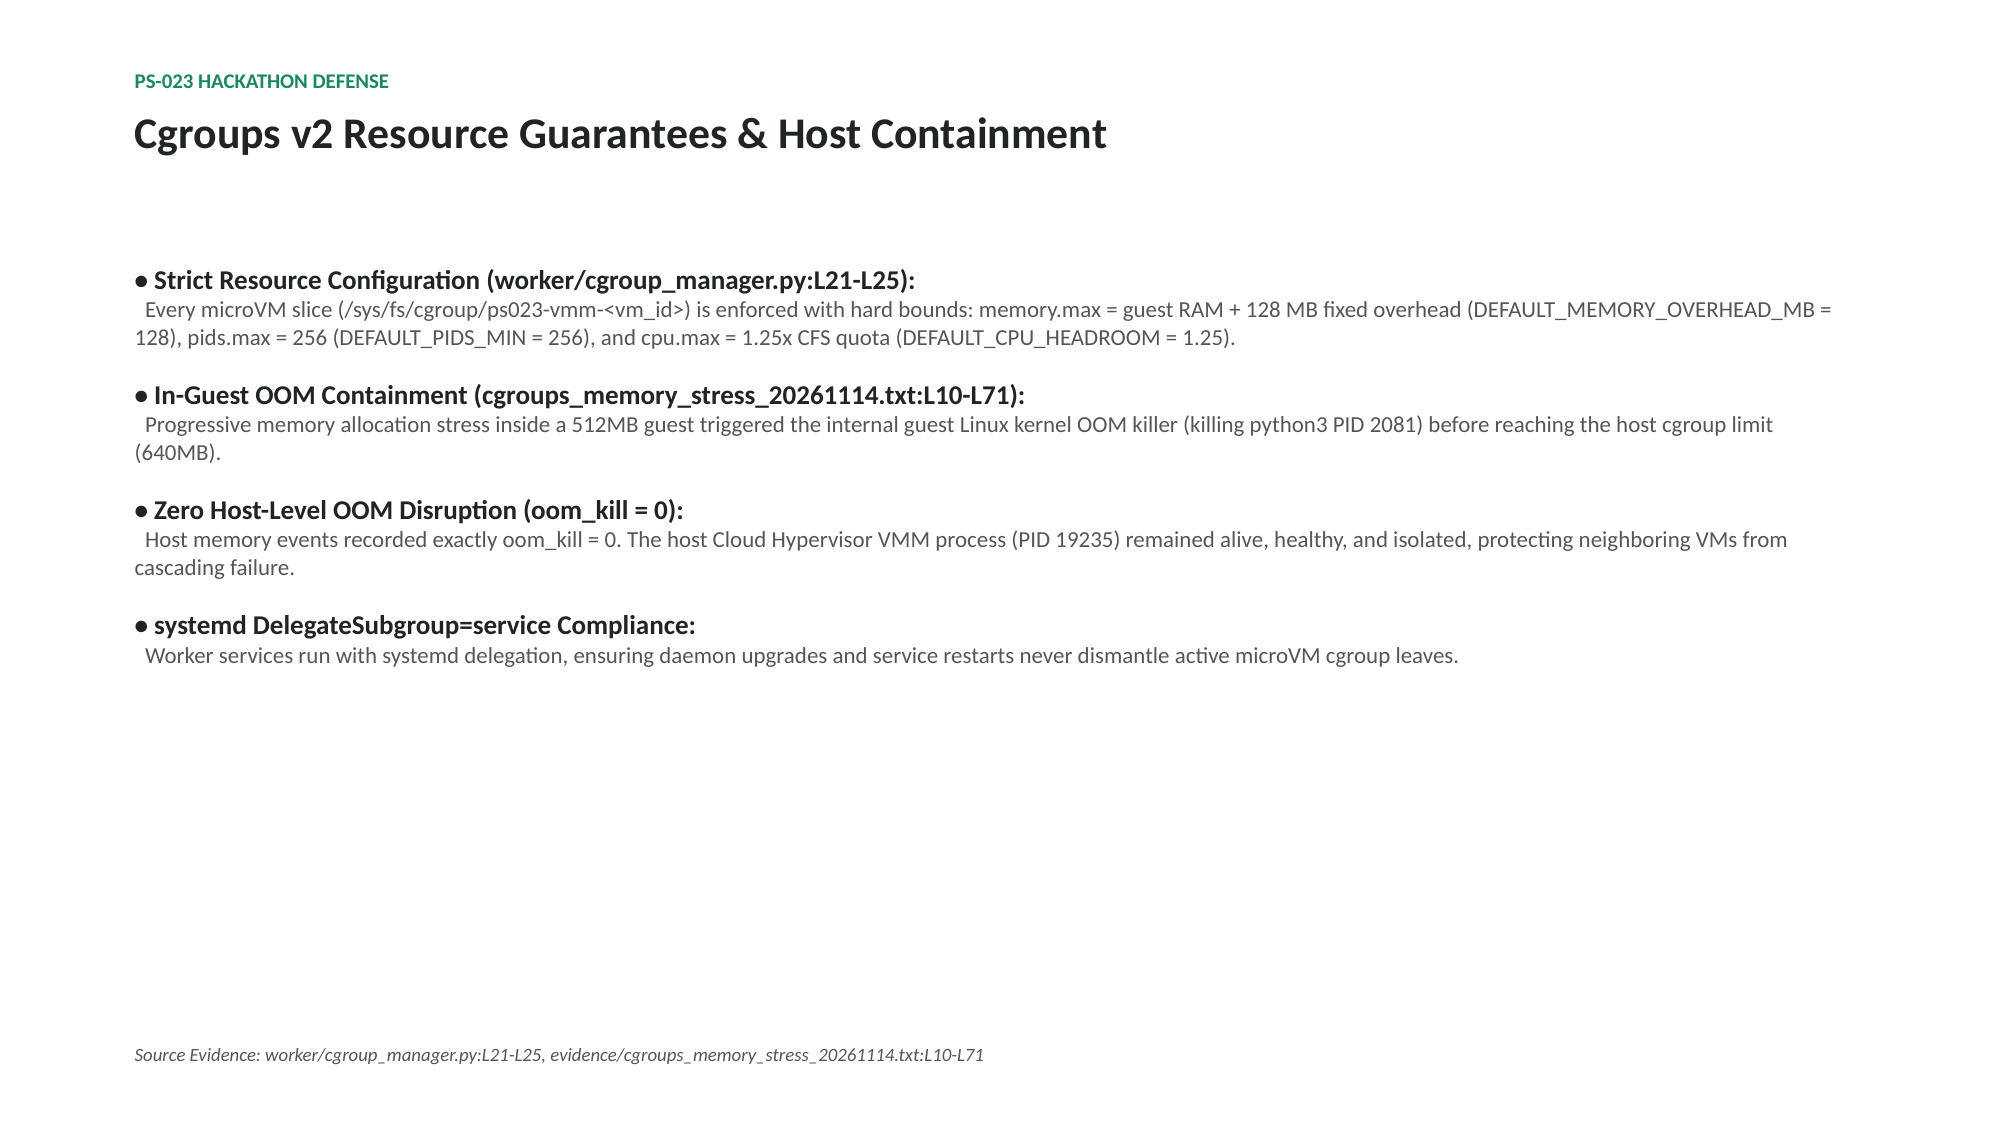 PS-023 HACKATHON DEFENSE
Cgroups v2 Resource Guarantees & Host Containment
● Strict Resource Configuration (worker/cgroup_manager.py:L21-L25):
Every microVM slice (/sys/fs/cgroup/ps023-vmm-<vm_id>) is enforced with hard bounds: memory.max = guest RAM + 128 MB fixed overhead (DEFAULT_MEMORY_OVERHEAD_MB =
128), pids.max = 256 (DEFAULT_PIDS_MIN = 256), and cpu.max = 1.25x CFS quota (DEFAULT_CPU_HEADROOM = 1.25).
● In-Guest OOM Containment (cgroups_memory_stress_20261114.txt:L10-L71):
Progressive memory allocation stress inside a 512MB guest triggered the internal guest Linux kernel OOM killer (killing python3 PID 2081) before reaching the host cgroup limit
(640MB).
● Zero Host-Level OOM Disruption (oom_kill = 0):
Host memory events recorded exactly oom_kill = 0. The host Cloud Hypervisor VMM process (PID 19235) remained alive, healthy, and isolated, protecting neighboring VMs from
cascading failure.
● systemd DelegateSubgroup=service Compliance:
Worker services run with systemd delegation, ensuring daemon upgrades and service restarts never dismantle active microVM cgroup leaves.
Source Evidence: worker/cgroup_manager.py:L21-L25, evidence/cgroups_memory_stress_20261114.txt:L10-L71